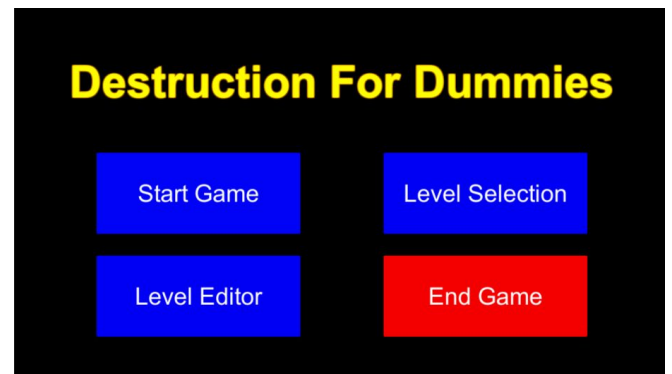 Destruction For Dummies
Start Game
Level Selection
Level Editor
End Game